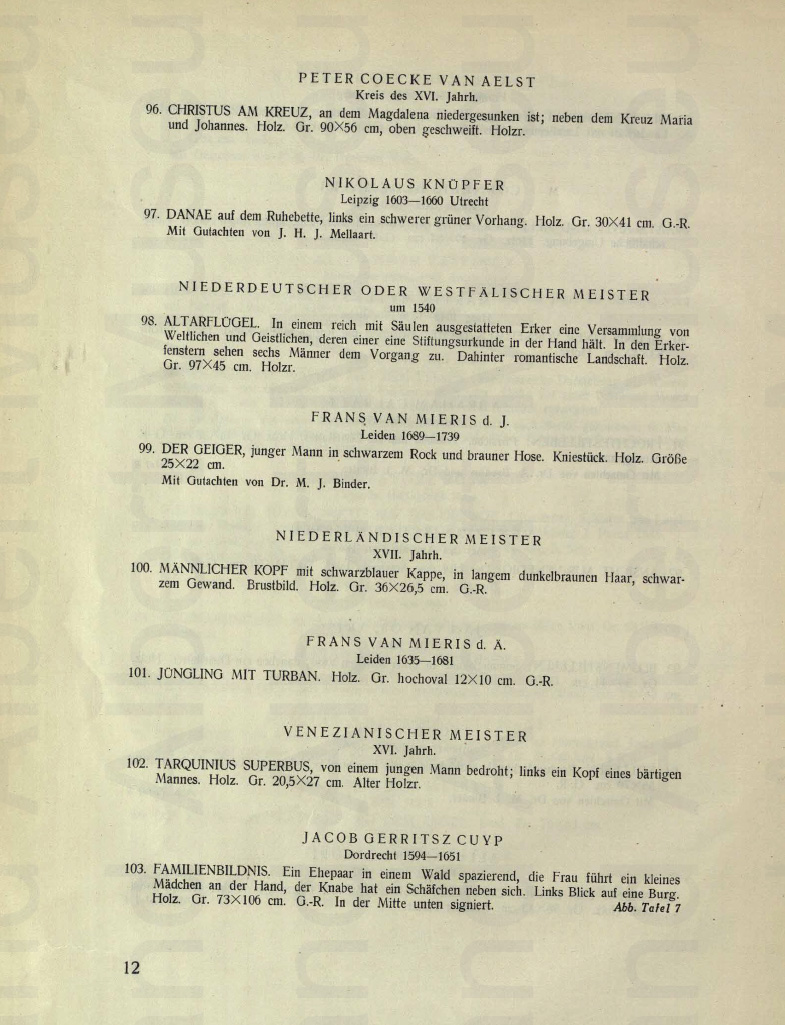 PETER COECKE VAN AELST
Kreis des XVI. Jahrh.
96. CHRISTUS AM KREUZ, an dem Magdalena niedergesunken ist; neben dem Kreuz Maria
und Johannes. Holz. Gr. 90×56 cm, oben geschweift. Holzr.
NIKOLAUS KNÜPFER
Leipzig 1603—1660 Utrecht
97. DANAE auf dem Ruhebette, links ein schwerer grüner Vorhang. Holz. Gr. 30×41 cm. G.-R.
Mit Gutachten von J. H. J. Mellaart.
NIEDERDEUTSCHER ODER WESTFÄLISCHER MEISTER
um 1540
98. ALTARFLÜGEL. In einem reich mit Säulen ausgestatteten Erker eine Versammlung von
Weltlichen und Geistlichen, deren einer eine Stiftungsurkunde in der Hand hält. In den Erker-
fenstern sehen sechs Männer dem Vorgang zu. Dahinter romantische Landschaft. Holz.
Gr. 97×45 cm. Holzr.
FRANS VAN MIERIS d. J.
Leiden 1689—1739
99. DER GEIGER, junger Mann in schwarzem Rock und brauner Hose. Kniestück. Holz. Größe
25×22 cm.
Mit Gutachten von Dr. M. J. Binder.
NIEDERLÄNDISCHER MEISTER
XVII. Jahrh.
100. MÄNNLICHER KOPF mit schwarzblauer Kappe, in langem dunkelbraunen Haar, schwar-
zem Gewand. Brustbild. Holz. Gr. 36×26,5 cm. G.-R.
FRANS VAN MIERIS d. Ä.
Leiden 1635—1681
101. JÜNGLING MIT TURBAN. Holz. Gr. hochoval 12×10 cm. G.-R.
VENEZIANISCHER MEISTER
XVI. Jahrh.
102. TARQUINIUS SUPERBUS, von einem jungen Mann bedroht; links ein Kopf eines bärtigen
Mannes. Holz. Gr. 20,5×27 cm. Alter Holzr.
JACOB GERRITSZ CUYP
Dordrecht 1594—1651
103. FAMILIENBILDNIS. Ein Ehepaar in einem Wald spazierend, die Frau führt ein kleines
Mädchen an der Hand, der Knabe hat ein Schäfchen neben sich. Links Blick auf eine Burg.
Holz. Gr. 73×106 cm. G.-R. In der Mitte unten signiert. Abb. Tafel 7
12